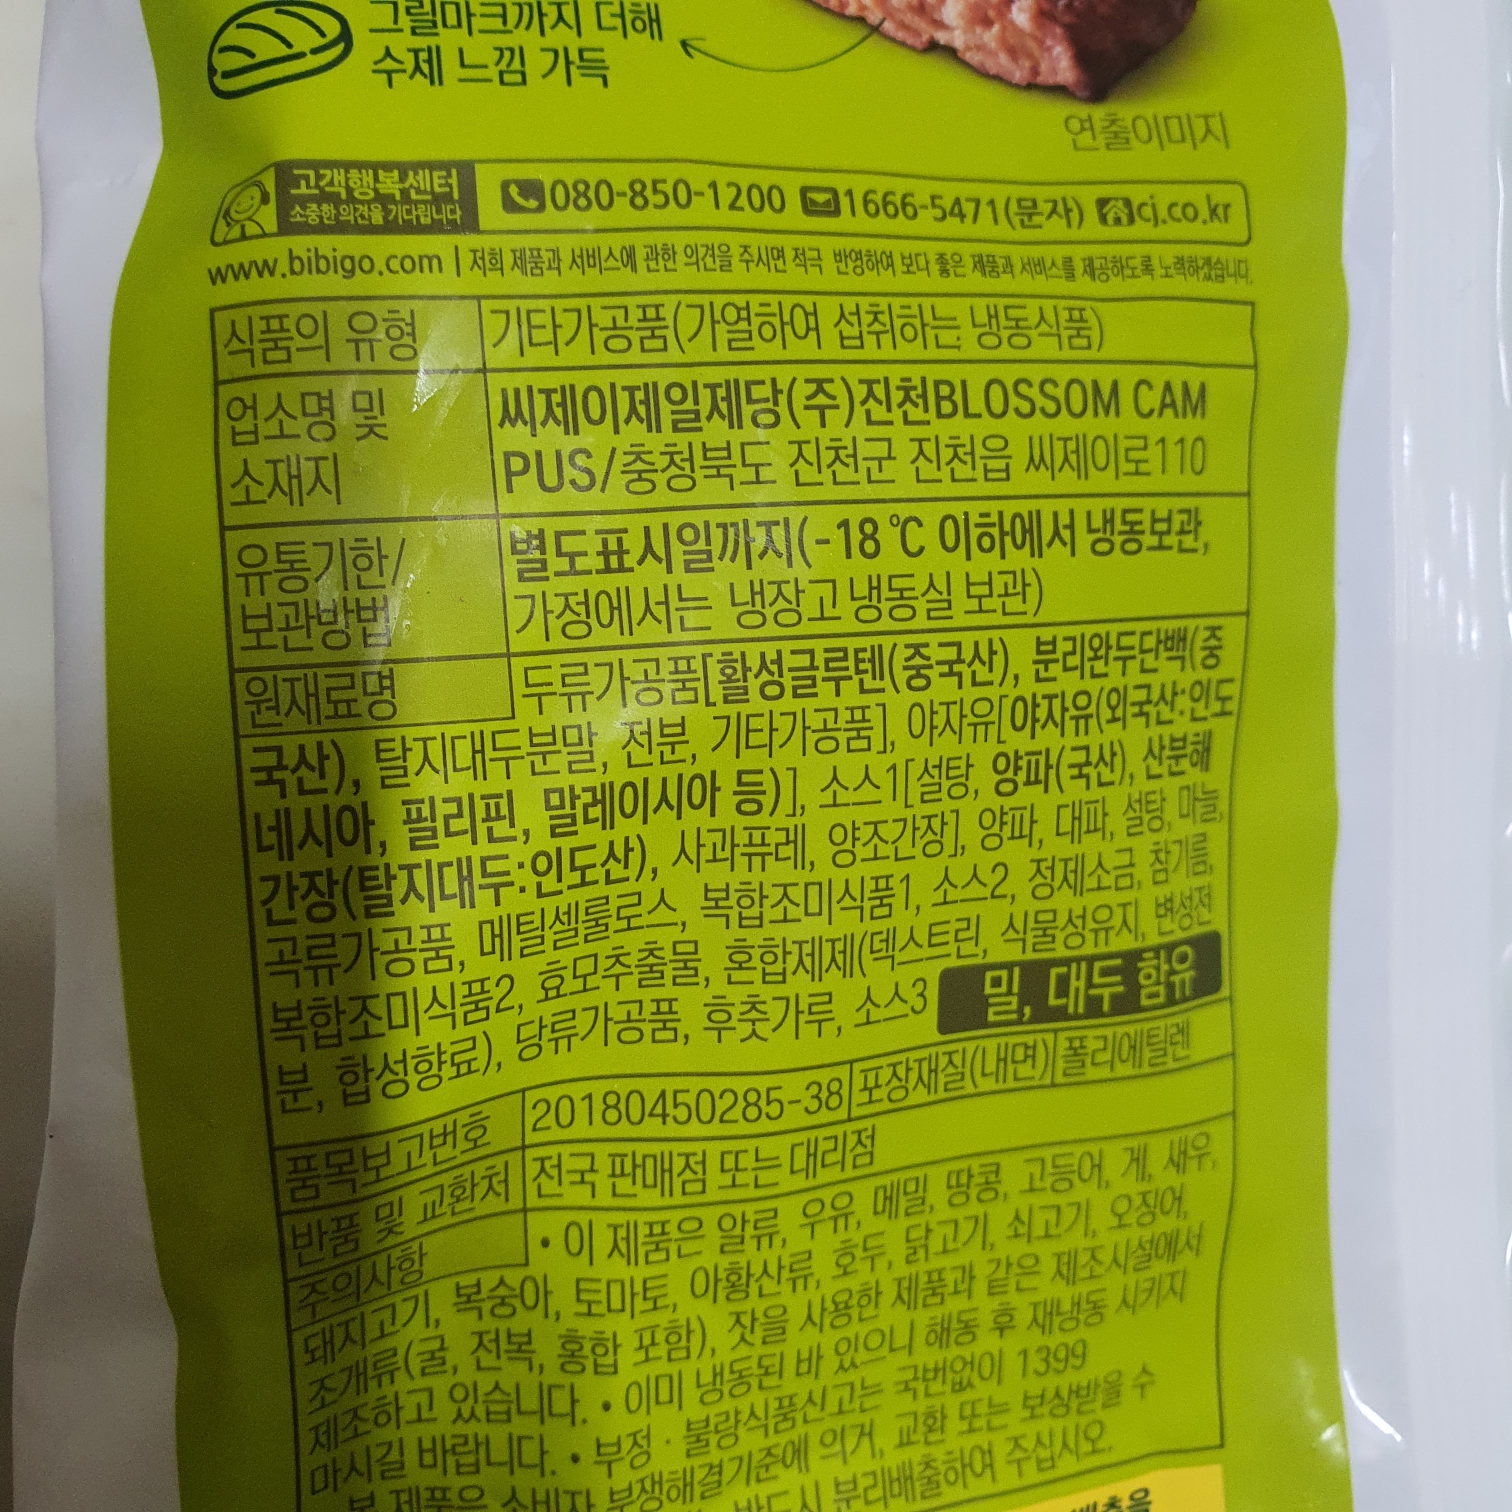 그릴마크까지 더해
수제 느낌 가득
연출이미지
고객행복센터
소중한 의견을 기다립니다
080-850-1200 1666-5471(문자) cj.co.kr
www.bibigo.com | 저희 제품과 서비스에 관한 의견을 주시면 적극 반영하여 보다 좋은 제품과 서비스를 제공하도록 노력하겠습니다.
식품의 유형 기타가공품(가열하여 섭취하는 냉동식품)
업소명 및 소재지
씨제이제일제당(주)진천BLOSSOM CAM
PUS/충청북도 진천군 진천읍 씨제이로110
유통기한/ 보관방법
별도표시일까지(-18℃ 이하에서 냉동보관,
가정에서는 냉장고 냉동실 보관)
원재료명 두류가공품[활성글루텐(중국산), 분리완두단백(중
국산), 탈지대두분말, 전분, 기타가공품], 야자유[야자유(외국산:인도
네시아, 필리핀, 말레이시아 등)], 소스1[설탕, 양파(국산), 산분해
간장(탈지대두:인도산), 사과퓨레, 양조간장], 양파, 대파, 설탕, 마늘,
곡류가공품, 메틸셀룰로스, 복합조미식품1, 소스2, 정제소금, 참기름,
복합조미식품2, 효모추출물, 혼합제제(덱스트린, 식물성유지, 변성전
분, 합성향료), 당류가공품, 후춧가루, 소스3 밀, 대두 함유
품목보고번호 20180450285-38 포장재질(내면) 폴리에틸렌
반품 및 교환처 전국 판매점 또는 대리점
주의사항 • 이 제품은 알류, 우유, 메밀, 땅콩, 고등어, 게, 새우,
돼지고기, 복숭아, 토마토, 아황산류, 호두, 닭고기, 쇠고기, 오징어,
조개류(굴, 전복, 홍합 포함), 잣을 사용한 제품과 같은 제조시설에서
제조하고 있습니다. • 이미 냉동된 바 있으니 해동 후 재냉동 시키지
마시길 바랍니다. • 부정·불량식품신고는 국번없이 1399
본 제품은 소비자 분쟁해결기준에 의거, 교환 또는 보상받을 수
반드시 분리배출하여 주십시오.